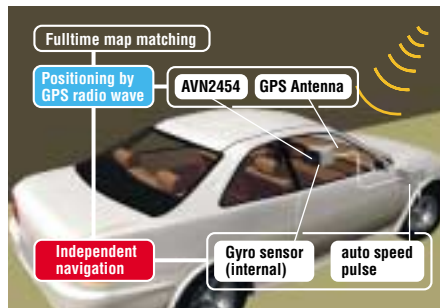 Fulltime map matching
Positioning by
GPS radio wave
AVN2454
GPS Antenna
Independent
navigation
Gyro sensor
(internal)
auto speed
pulse